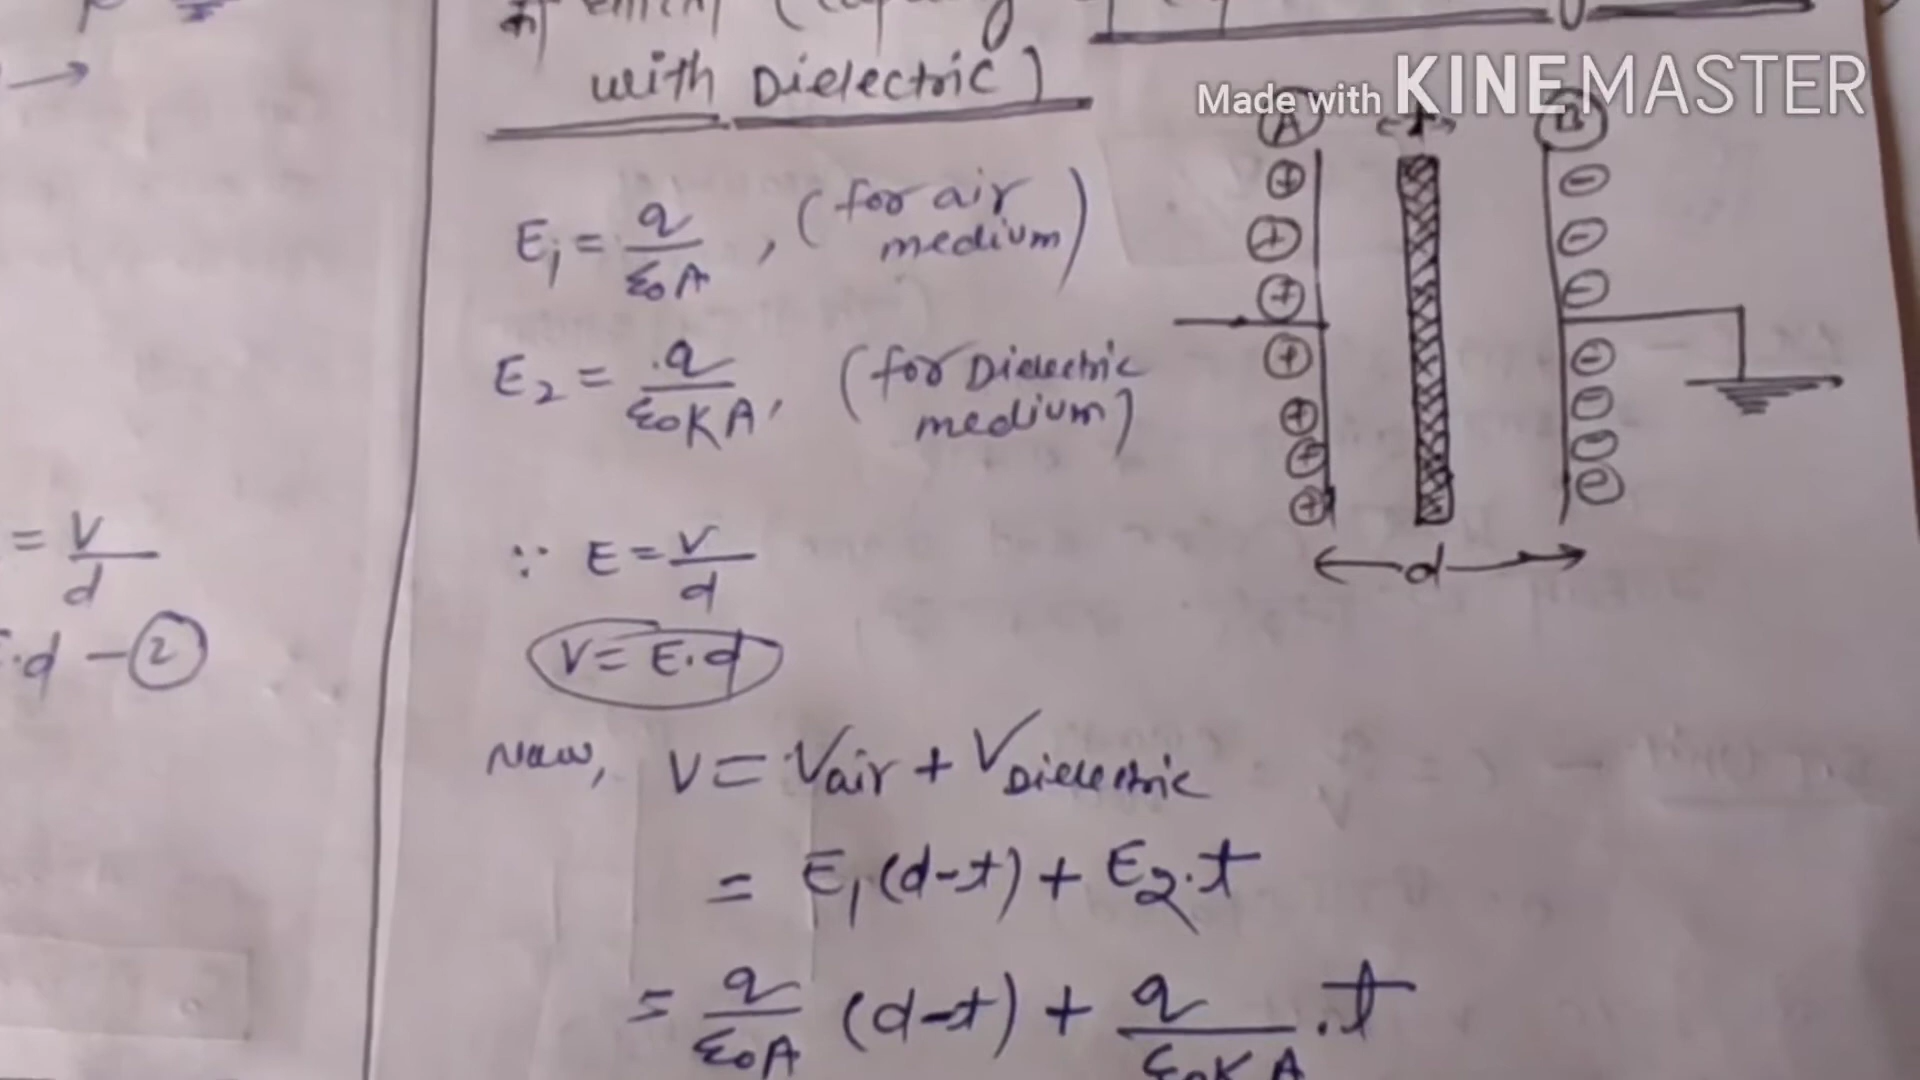 Made with KINEMASTER
की (
with Dielectric)
E₁ = q/ε₀A , (for air medium)
E₂ = q/ε₀KA, (for Dielectric medium)
∵ E = V/d
V = E.d
Now, V = Vair + VDielectric
= E₁(d-t) + E₂.t
= q/ε₀A (d-t) + q/ε₀KA .t
A t B
+ + + + + + +
- - - - - - -
d
= V/d
.d - ②